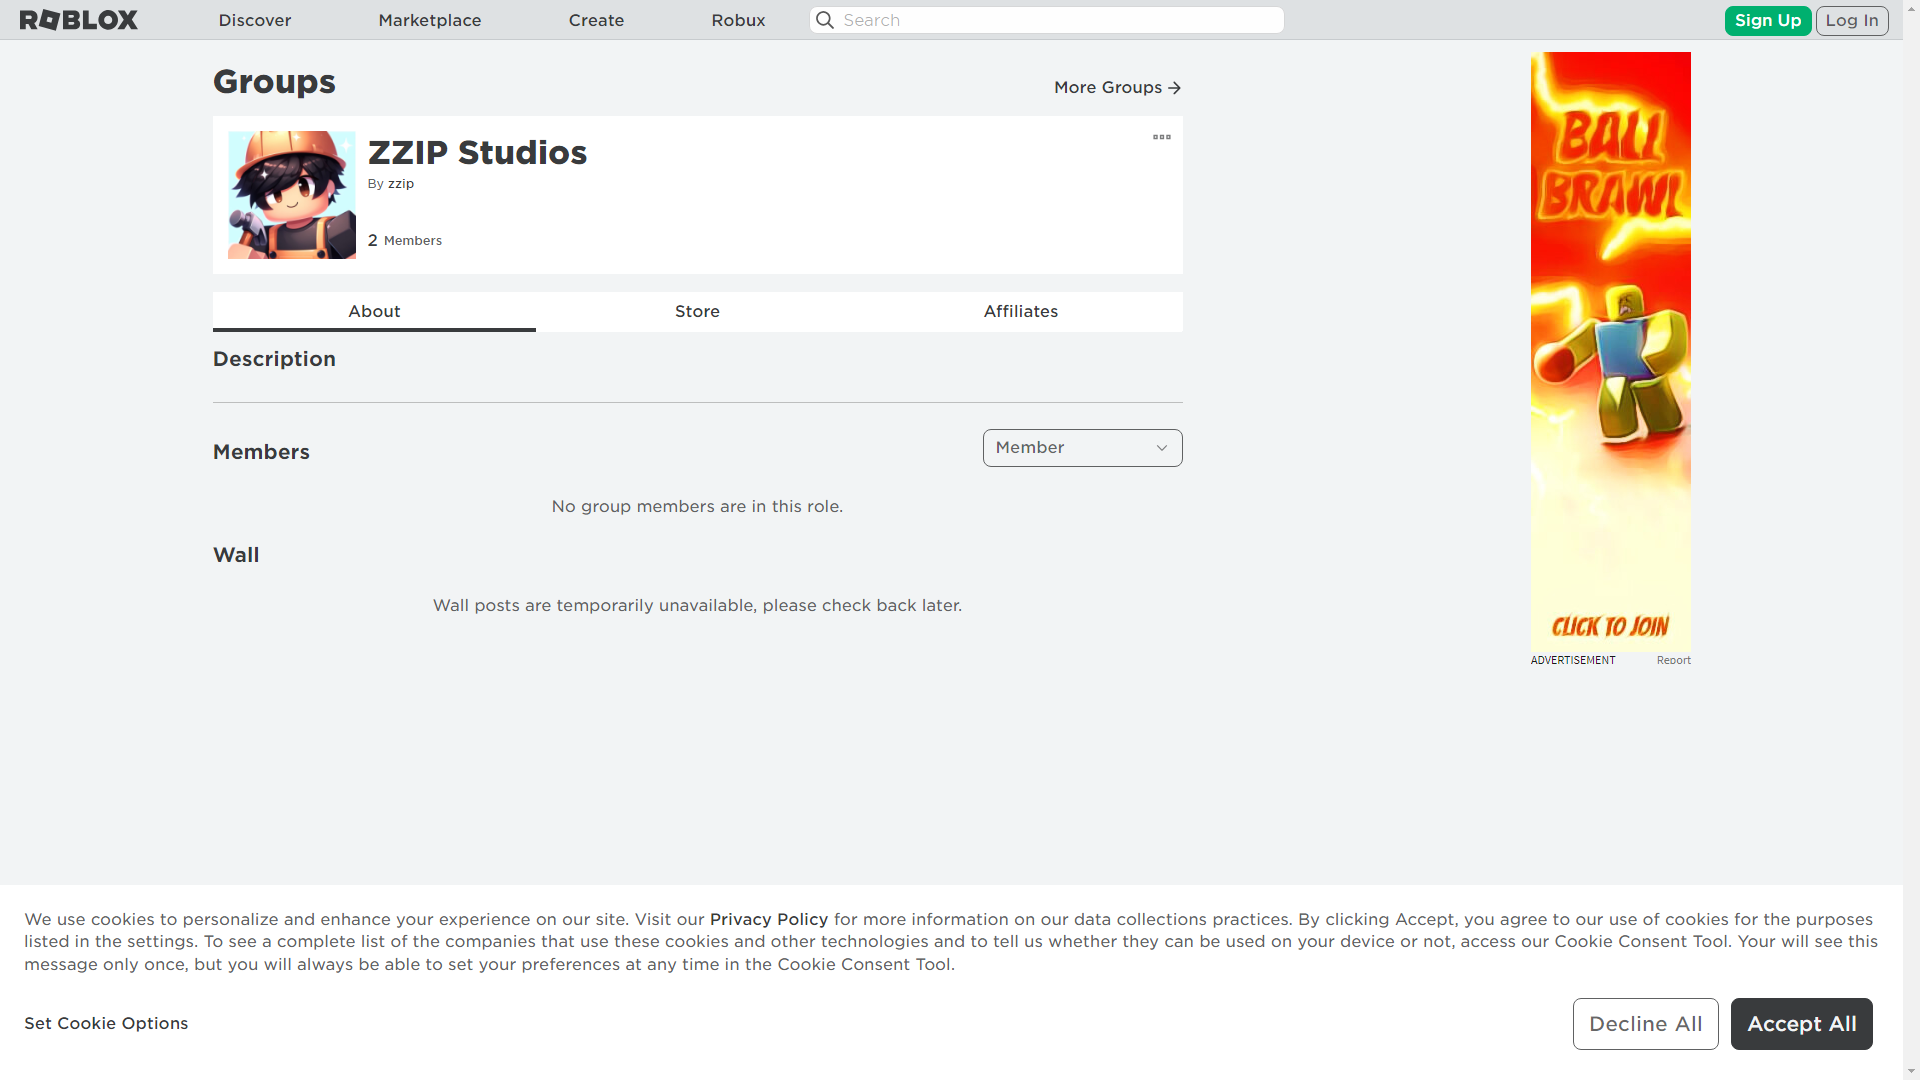 ROBLOX
Discover
Marketplace
Create
Robux
Search
Sign Up
Log In
Groups
More Groups
ZZIP Studios
By zzip
2 Members
About
Store
Affiliates
Description
Members
Member
No group members are in this role.
Wall
Wall posts are temporarily unavailable, please check back later.
BALL
BRAWL
CLICK TO JOIN
ADVERTISEMENT
Report
We use cookies to personalize and enhance your experience on our site. Visit our Privacy Policy for more information on our data collections practices. By clicking Accept, you agree to our use of cookies for the purposes
listed in the settings. To see a complete list of the companies that use these cookies and other technologies and to tell us whether they can be used on your device or not, access our Cookie Consent Tool. Your will see this
message only once, but you will always be able to set your preferences at any time in the Cookie Consent Tool.
Set Cookie Options
Decline All
Accept All